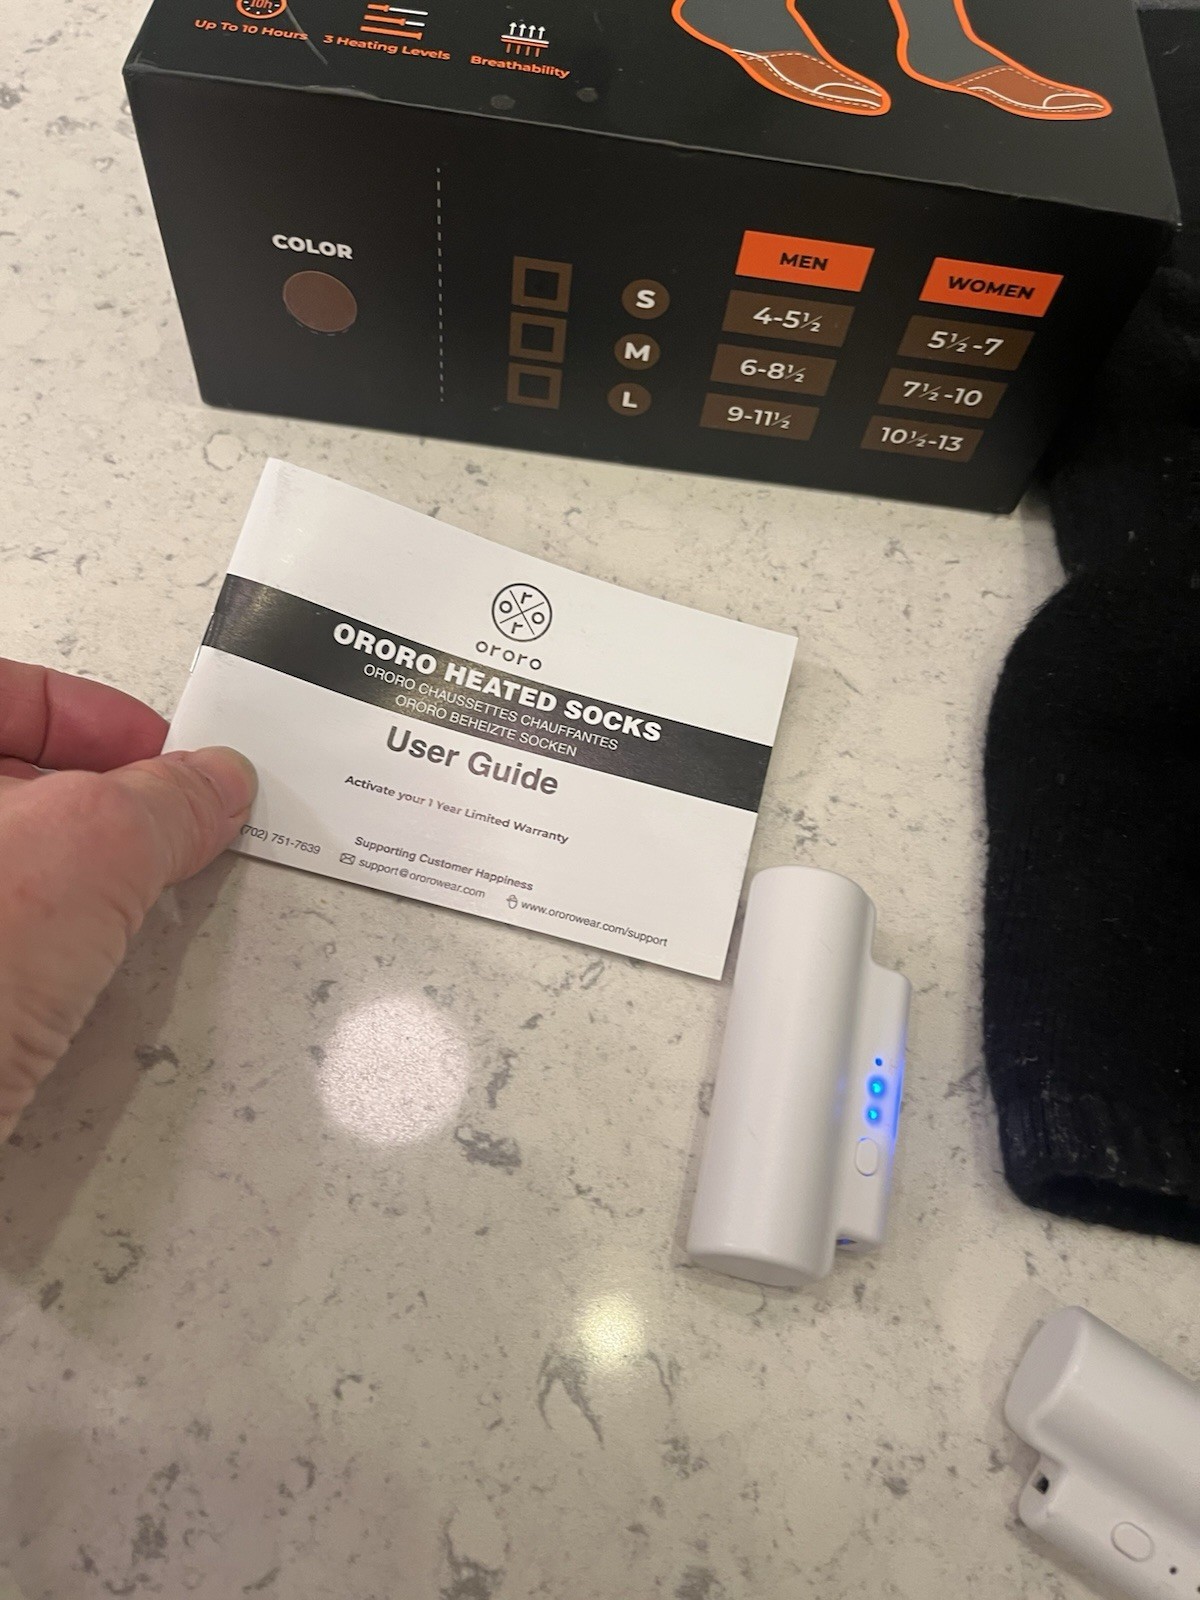 10h
Up To 10 Hours
3 Heating Levels
Breathability
COLOR
MEN
WOMEN
S
4-5½
5½-7
M
6-8½
7½-10
L
9-11½
10½-13
ororo
ororo
ORORO HEATED SOCKS
ORORO CHAUSSETTES CHAUFFANTES
ORORO BEHEIZTE SOCKEN
User Guide
Activate your 1 Year Limited Warranty
Supporting Customer Happiness
(702) 751-7639
support@ororowear.com
www.ororowear.com/support